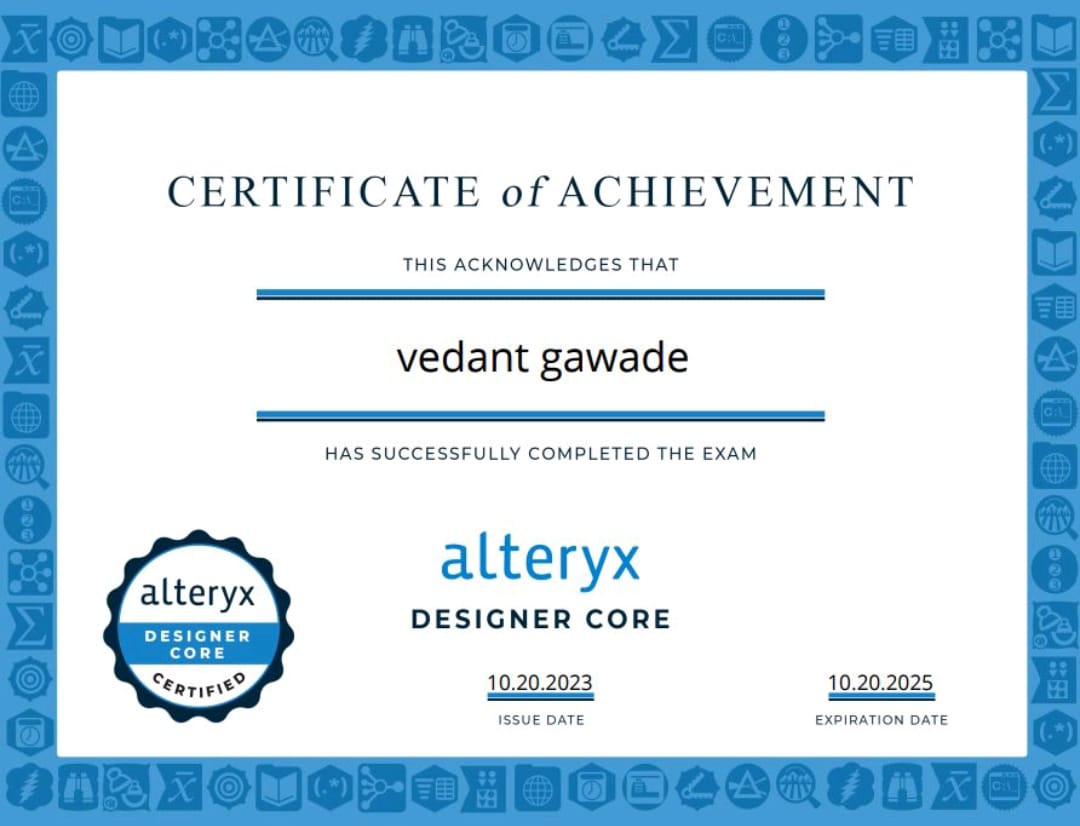 CERTIFICATE of ACHIEVEMENT
THIS ACKNOWLEDGES THAT
vedant gawade
HAS SUCCESSFULLY COMPLETED THE EXAM
alteryx
DESIGNER CORE
alteryx
DESIGNER
CORE
CERTIFIED
10.20.2023
ISSUE DATE
10.20.2025
EXPIRATION DATE